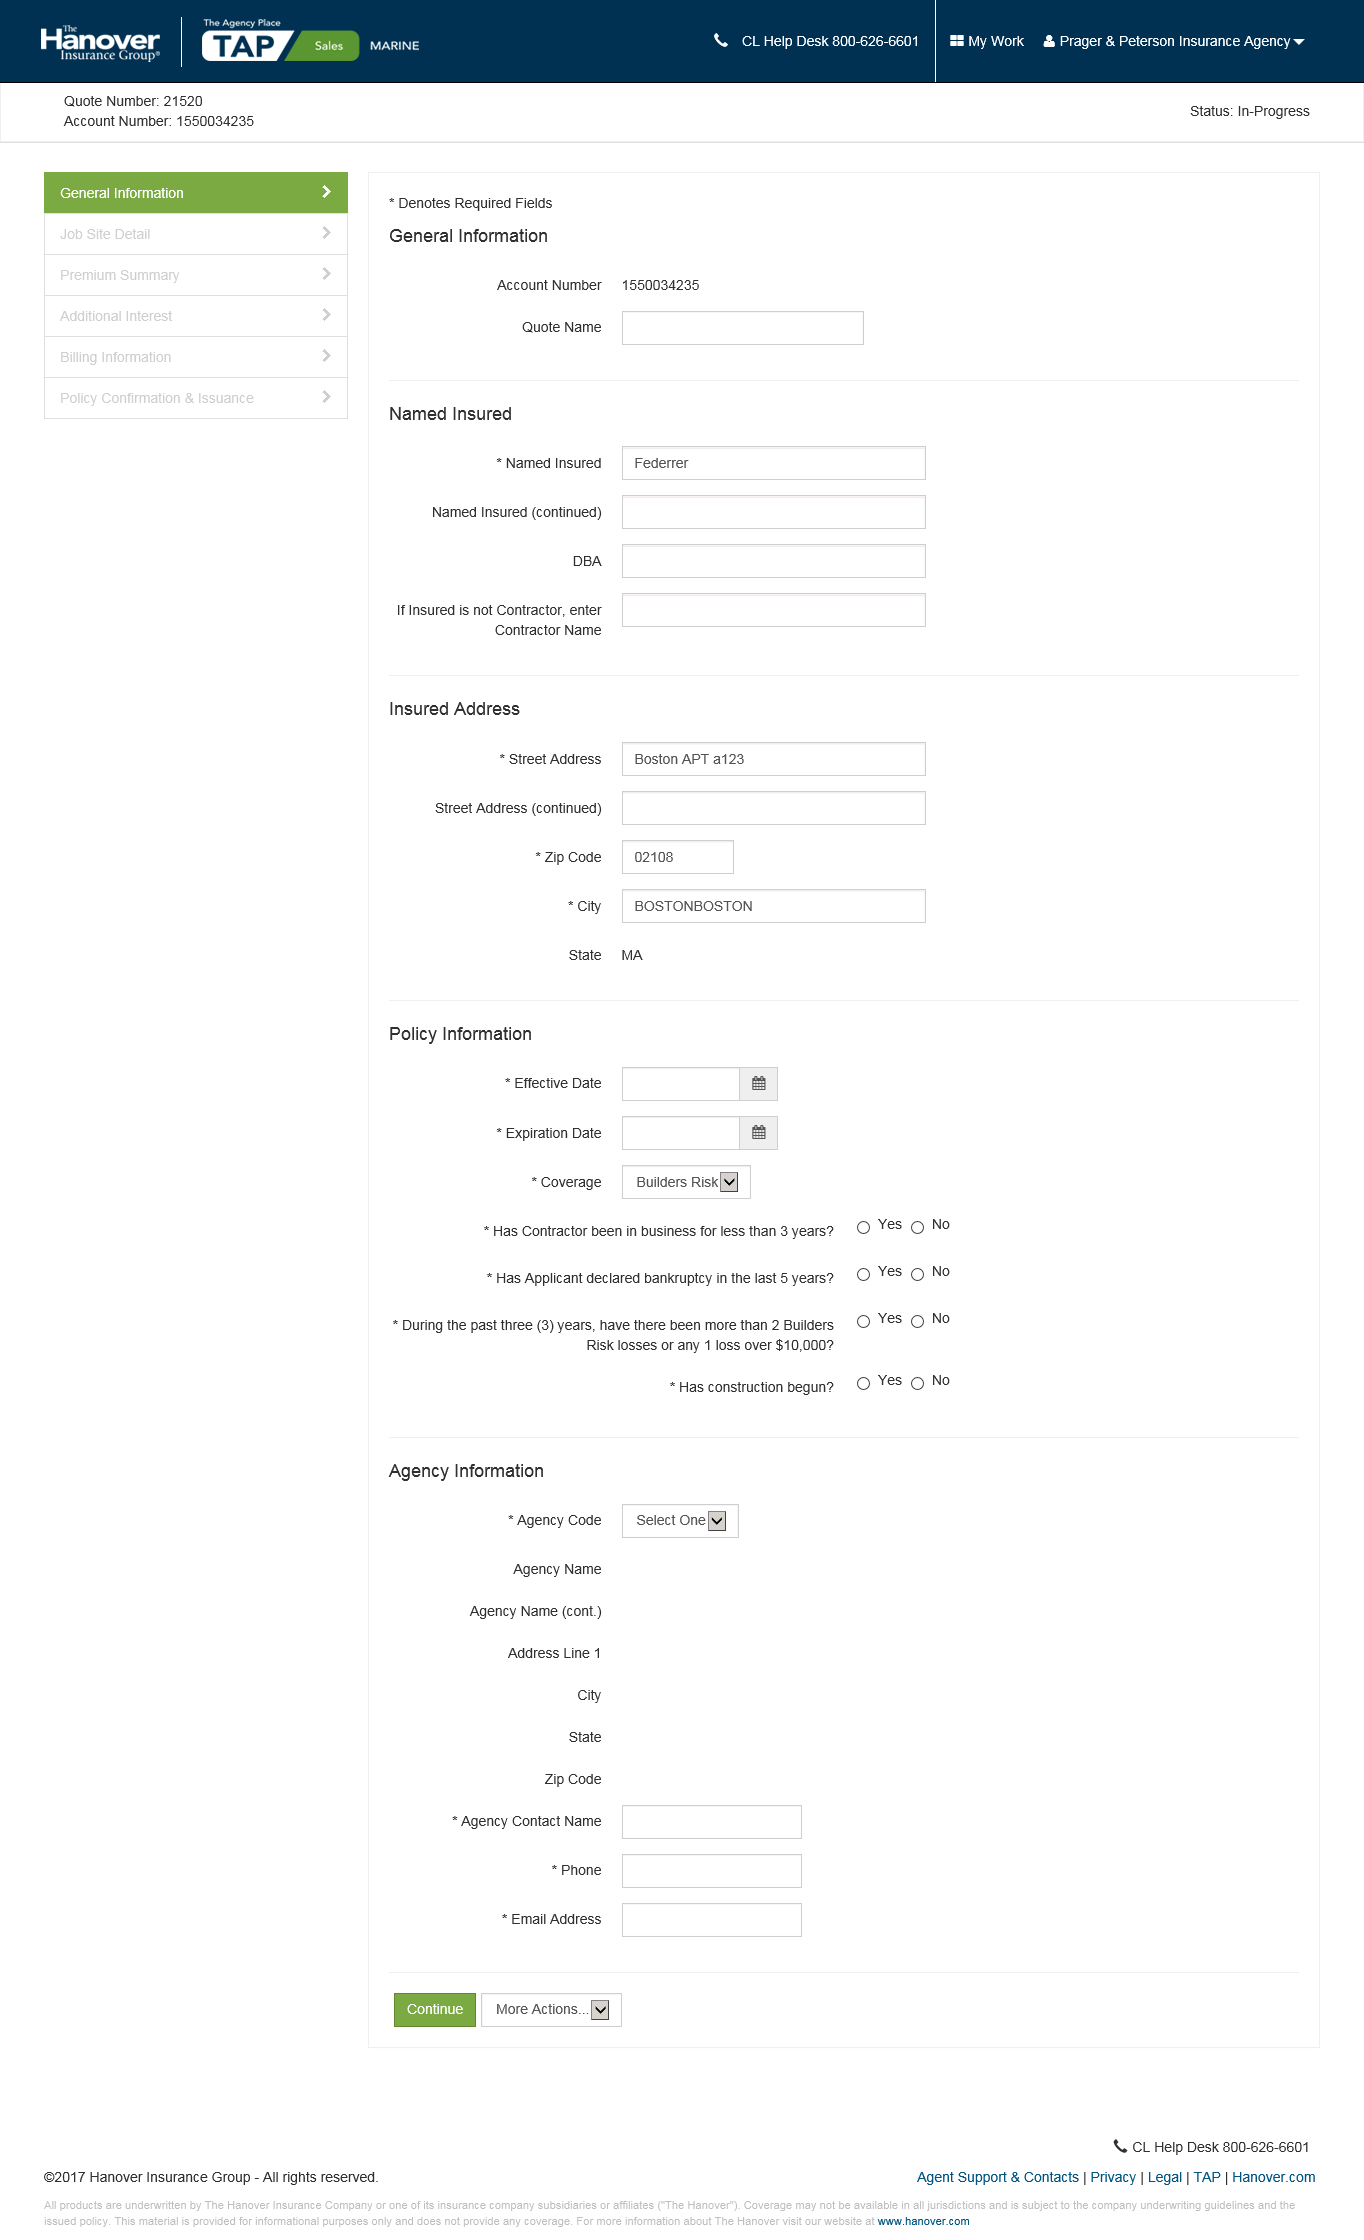 The
Hanover
Insurance Group®
The Agency Place
TAP Sales MARINE
CL Help Desk 800-626-6601
My Work
Prager & Peterson Insurance Agency
Quote Number: 21520
Account Number: 1550034235
Status: In-Progress
General Information
Job Site Detail
Premium Summary
Additional Interest
Billing Information
Policy Confirmation & Issuance
* Denotes Required Fields
General Information
Account Number 1550034235
Quote Name
Named Insured
* Named Insured Federrer
Named Insured (continued)
DBA
If Insured is not Contractor, enter
Contractor Name
Insured Address
* Street Address Boston APT a123
Street Address (continued)
* Zip Code 02108
* City BOSTONBOSTON
State MA
Policy Information
* Effective Date
* Expiration Date
* Coverage Builders Risk
* Has Contractor been in business for less than 3 years? Yes No
* Has Applicant declared bankruptcy in the last 5 years? Yes No
* During the past three (3) years, have there been more than 2 Builders Yes No
Risk losses or any 1 loss over $10,000?
* Has construction begun? Yes No
Agency Information
* Agency Code Select One
Agency Name
Agency Name (cont.)
Address Line 1
City
State
Zip Code
* Agency Contact Name
* Phone
* Email Address
Continue More Actions...
CL Help Desk 800-626-6601
©2017 Hanover Insurance Group - All rights reserved.
Agent Support & Contacts | Privacy | Legal | TAP | Hanover.com
All products are underwritten by The Hanover Insurance Company or one of its insurance company subsidiaries or affiliates ("The Hanover"). Coverage may not be available in all jurisdictions and is subject to the company underwriting guidelines and the
issued policy. This material is provided for informational purposes only and does not provide any coverage. For more information about The Hanover visit our website at www.hanover.com